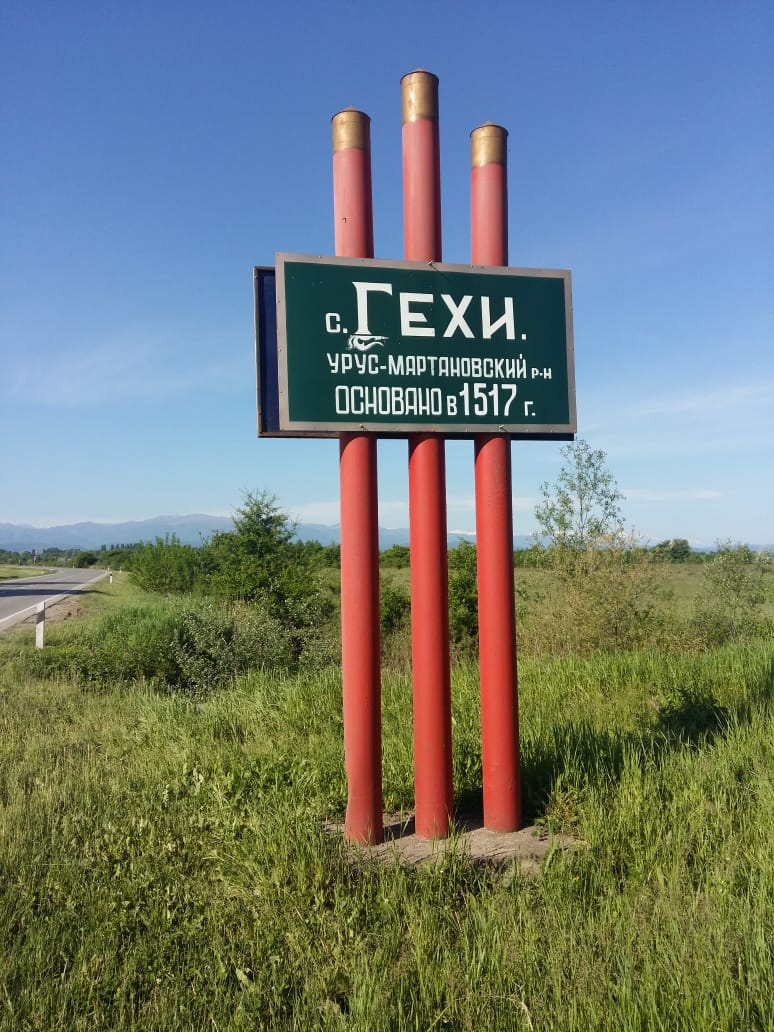 с. Гехи.
УРУС-МАРТАНОВСКИЙ р-н
ОСНОВАНО в 1517 г.